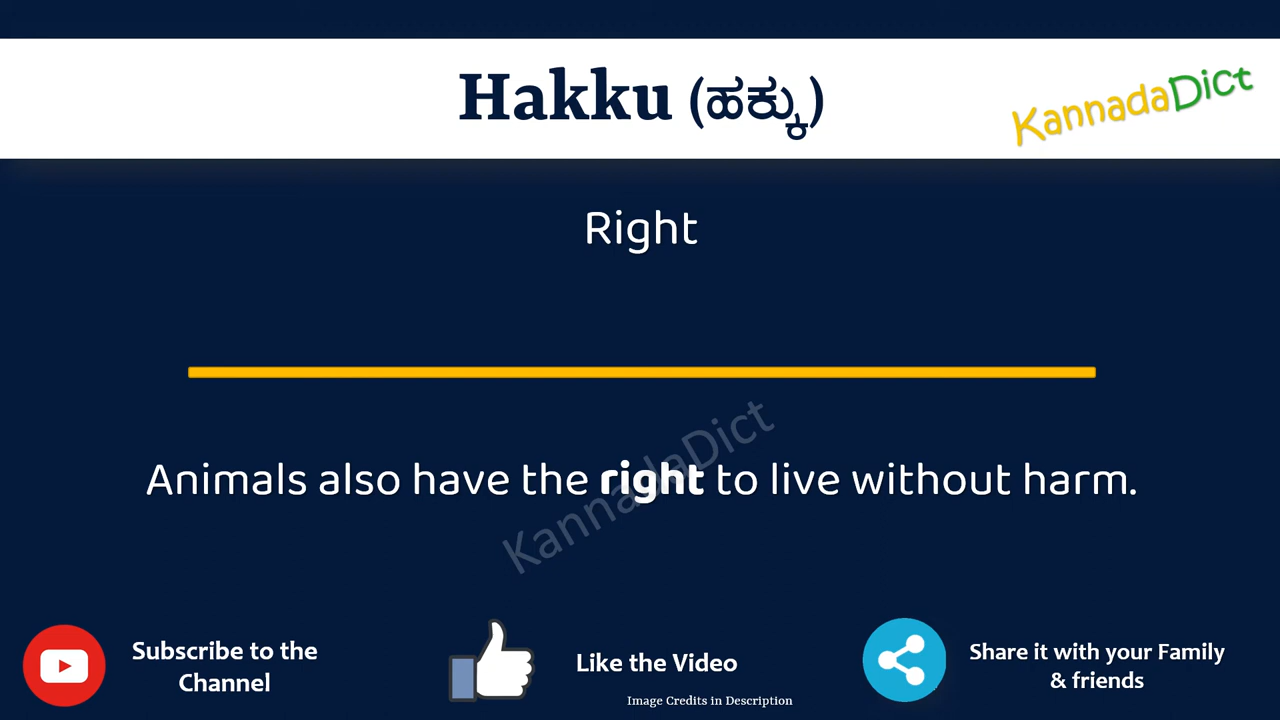 Hakku (ಹಕ್ಕು)
KannadaDict
Right
Animals also have the right to live without harm.
KannadaDict
Subscribe to the
Channel
Like the Video
Image Credits in Description
Share it with your Family
& friends